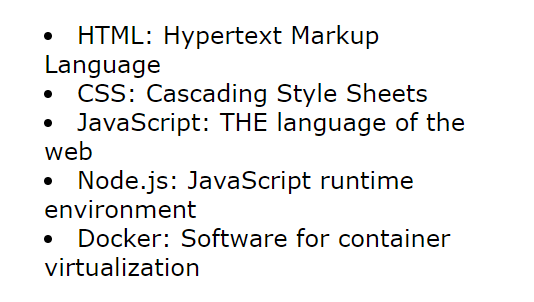 • HTML: Hypertext Markup
Language
• CSS: Cascading Style Sheets
• JavaScript: THE language of the
web
• Node.js: JavaScript runtime
environment
• Docker: Software for container
virtualization